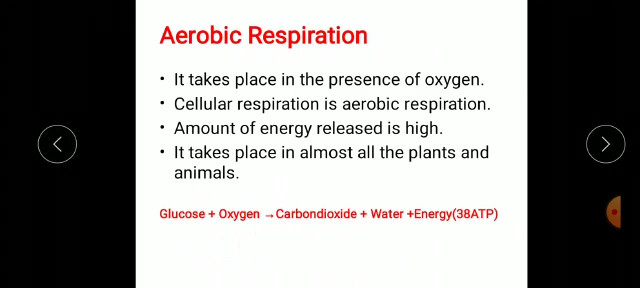 Aerobic Respiration
• It takes place in the presence of oxygen.
• Cellular respiration is aerobic respiration.
• Amount of energy released is high.
• It takes place in almost all the plants and
animals.
Glucose + Oxygen →Carbondioxide + Water +Energy(38ATP)